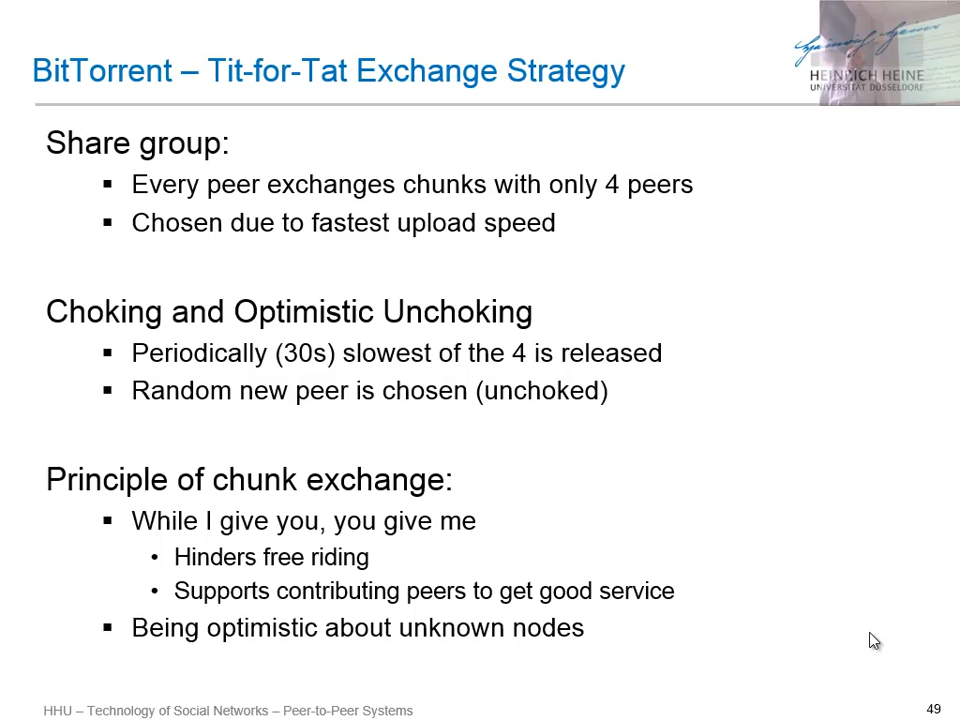 BitTorrent – Tit-for-Tat Exchange Strategy
Heinrich Heine
HEINRICH HEINE
UNIVERSITÄT DÜSSELDORF
Share group:
▪ Every peer exchanges chunks with only 4 peers
▪ Chosen due to fastest upload speed
Choking and Optimistic Unchoking
▪ Periodically (30s) slowest of the 4 is released
▪ Random new peer is chosen (unchoked)
Principle of chunk exchange:
▪ While I give you, you give me
• Hinders free riding
• Supports contributing peers to get good service
▪ Being optimistic about unknown nodes
HHU – Technology of Social Networks – Peer-to-Peer Systems
49